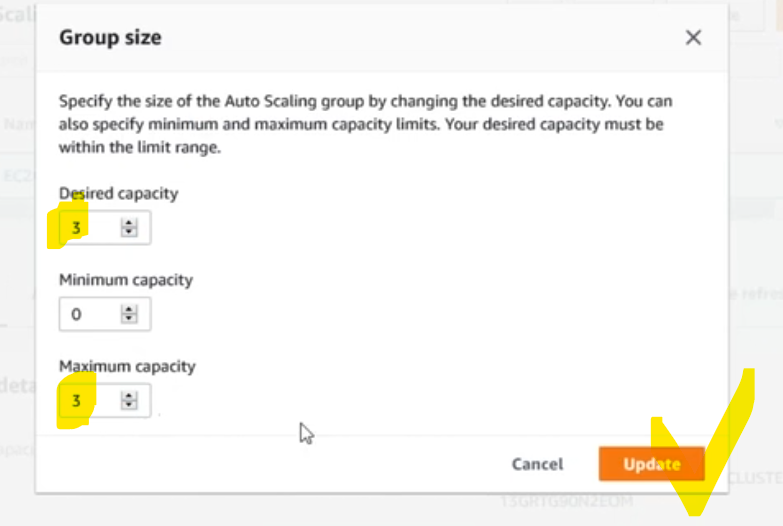 Group size
Specify the size of the Auto Scaling group by changing the desired capacity. You can
also specify minimum and maximum capacity limits. Your desired capacity must be
within the limit range.
Desired capacity
3
Minimum capacity
0
Maximum capacity
3
Cancel Update
CLUSTE